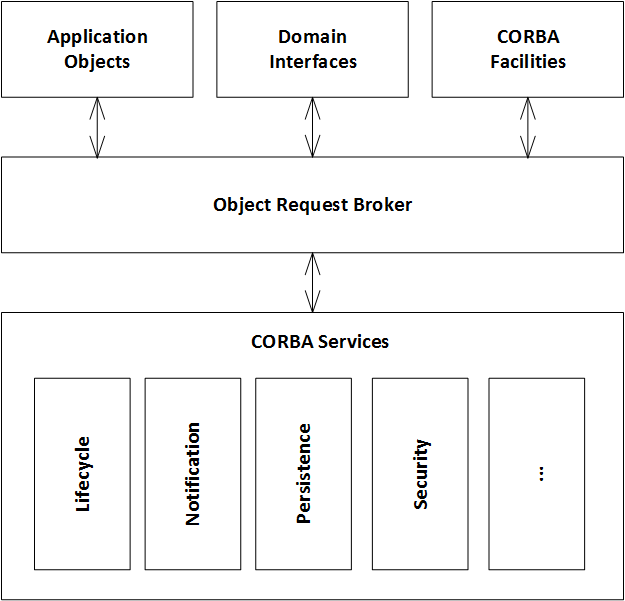 Application
Objects
Domain
Interfaces
CORBA
Facilities
Object Request Broker
CORBA Services
Lifecycle
Notification
Persistence
Security
...